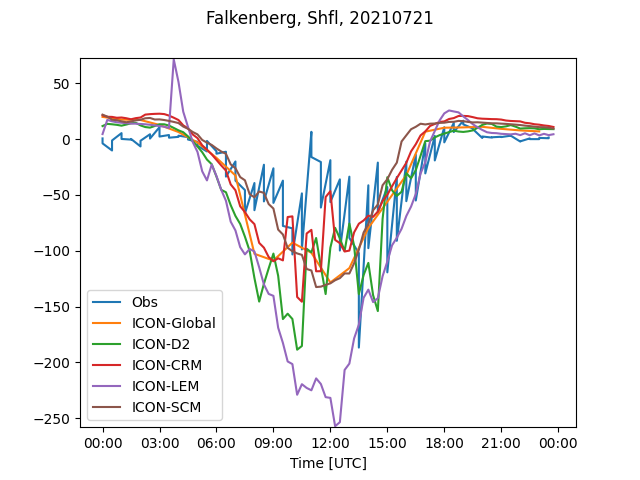 Falkenberg, Shfl, 20210721
50
0
−50
−100
−150
−200
−250
Obs
ICON-Global
ICON-D2
ICON-CRM
ICON-LEM
ICON-SCM
00:00 03:00 06:00 09:00 12:00 15:00 18:00 21:00 00:00
Time [UTC]